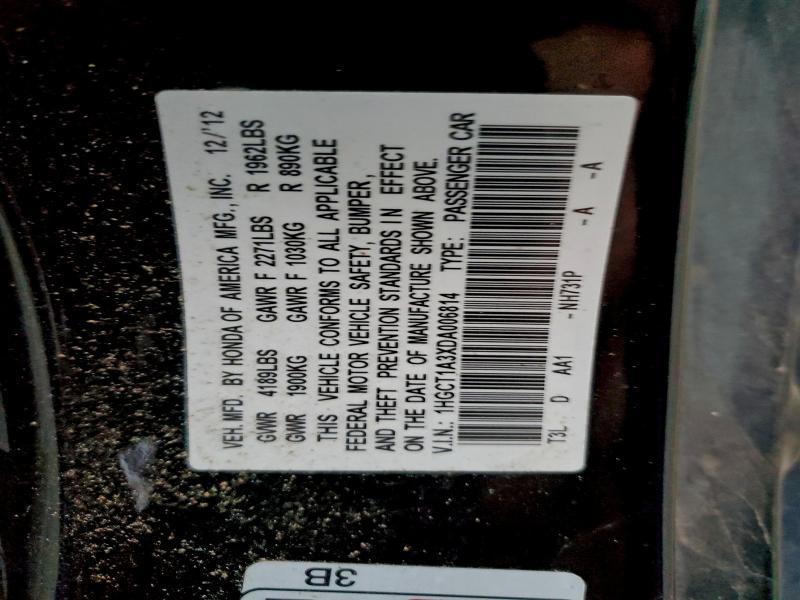 VEH. MFD. BY HONDA OF AMERICA MFG., INC. 12/'12
GVWR 4189LBS GAWR F 2271LBS R 1962LBS
GVWR 1900KG GAWR F 1030KG R 890KG
THIS VEHICLE CONFORMS TO ALL APPLICABLE
FEDERAL MOTOR VEHICLE SAFETY, BUMPER,
AND THEFT PREVENTION STANDARDS IN EFFECT
ON THE DATE OF MANUFACTURE SHOWN ABOVE.
V.I.N.: 1HGCT1A3XDA006814 TYPE: PASSENGER CAR
T3L D AA1 -NH731P -A -A
3B